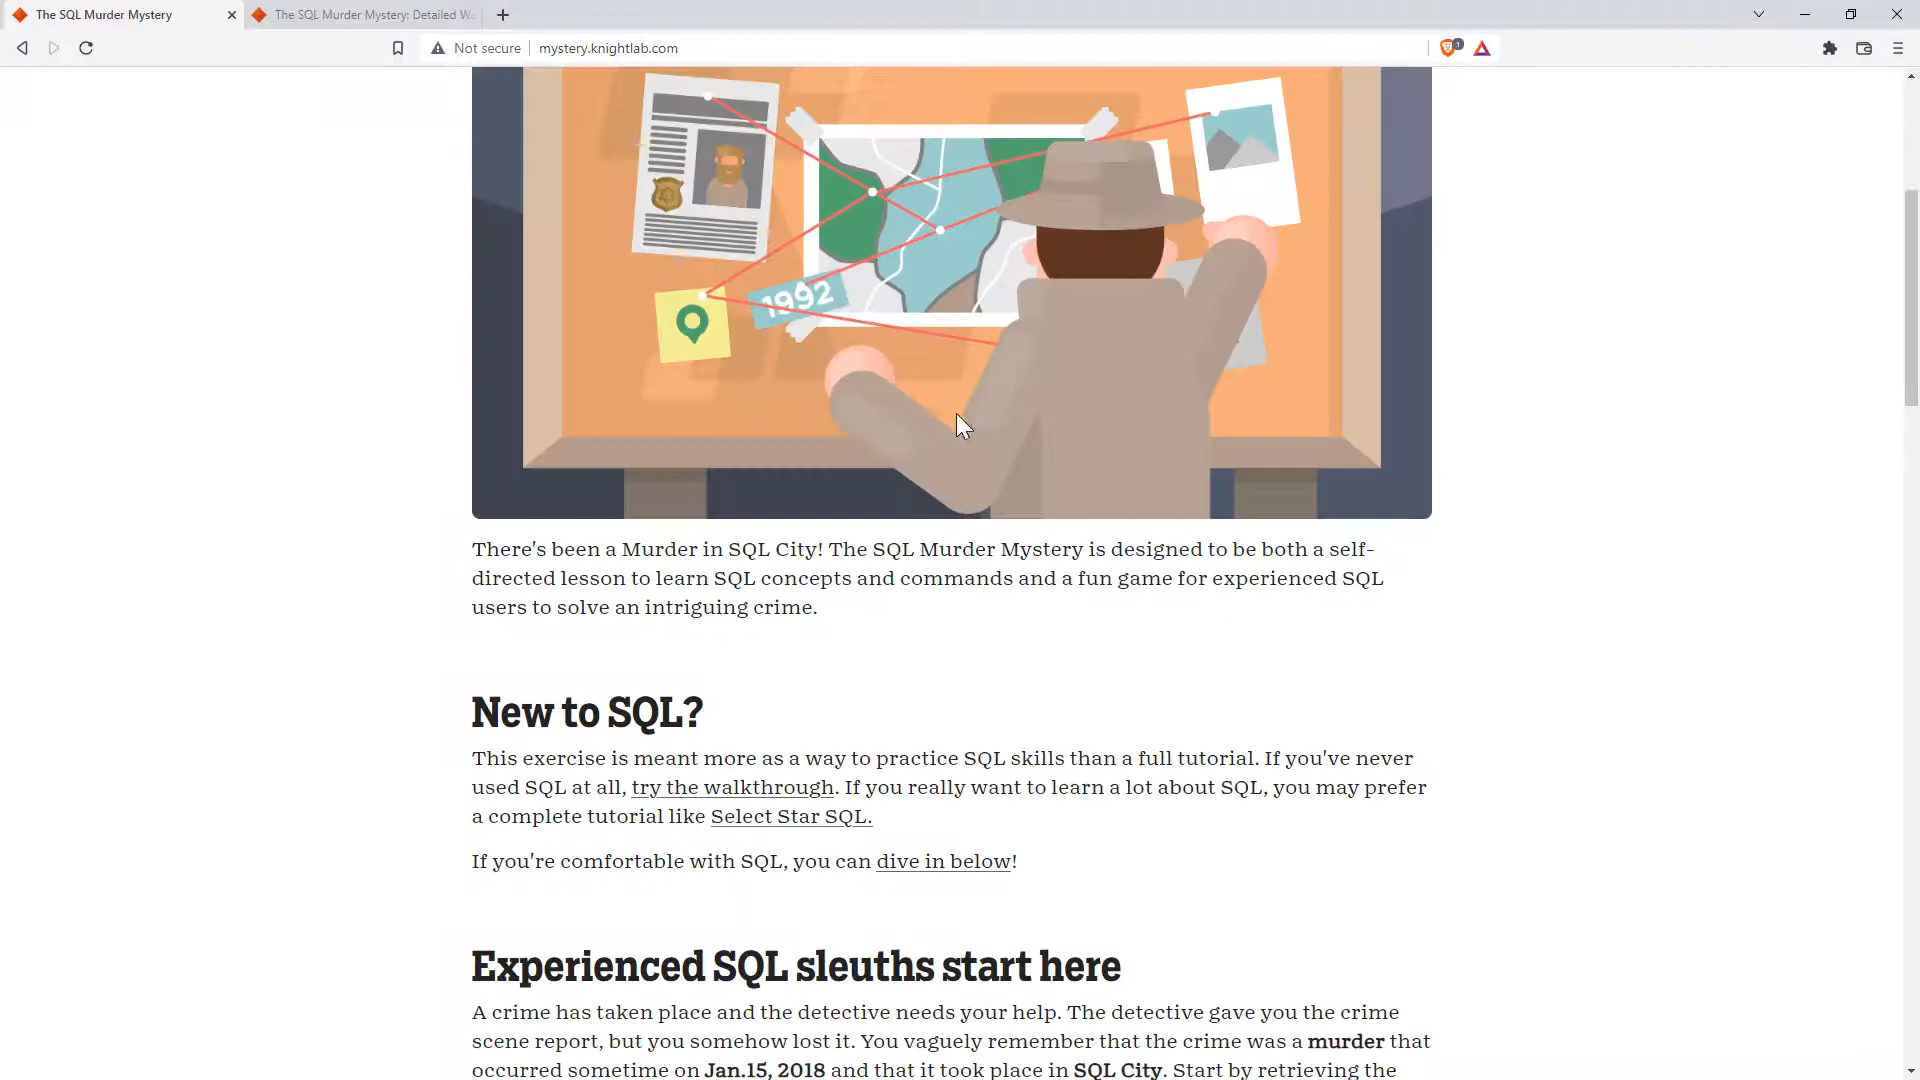 The SQL Murder Mystery
The SQL Murder Mystery: Detailed Wa
Not secure
mystery.knightlab.com
1
1992
There's been a Murder in SQL City! The SQL Murder Mystery is designed to be both a self-
directed lesson to learn SQL concepts and commands and a fun game for experienced SQL
users to solve an intriguing crime.
New to SQL?
This exercise is meant more as a way to practice SQL skills than a full tutorial. If you've never
used SQL at all, try the walkthrough. If you really want to learn a lot about SQL, you may prefer
a complete tutorial like Select Star SQL.
If you're comfortable with SQL, you can dive in below!
Experienced SQL sleuths start here
A crime has taken place and the detective needs your help. The detective gave you the crime
scene report, but you somehow lost it. You vaguely remember that the crime was a murder that
occurred sometime on Jan.15, 2018 and that it took place in SQL City. Start by retrieving the